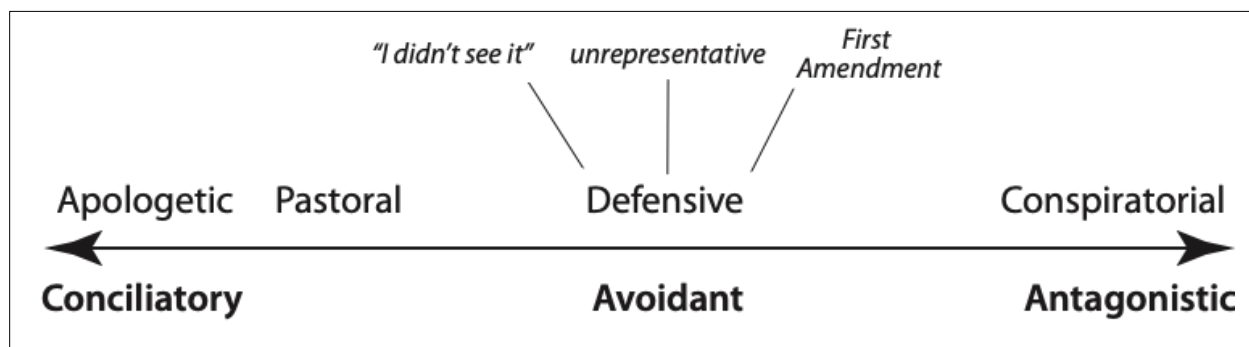 "I didn't see it" unrepresentative First
Amendment
Apologetic Pastoral Defensive Conspiratorial
Conciliatory Avoidant Antagonistic